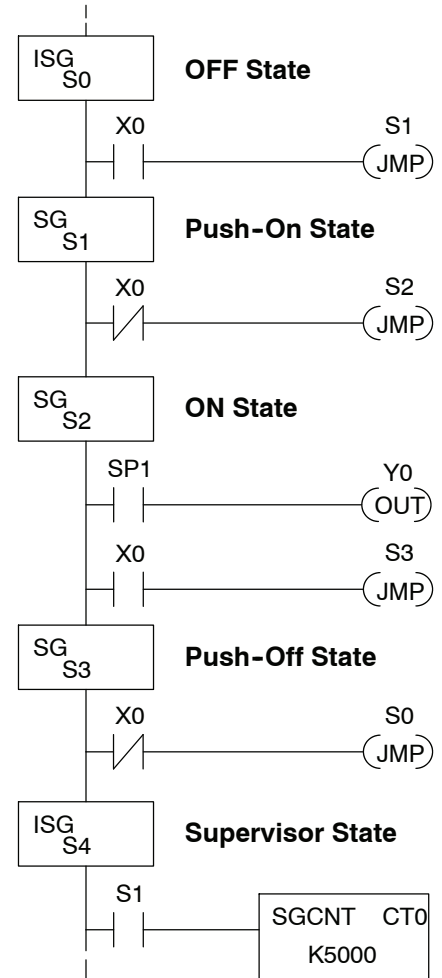 ISG
S0
OFF State
X0
S1
JMP
SG
S1
Push-On State
X0
S2
JMP
SG
S2
ON State
SP1
Y0
OUT
X0
S3
JMP
SG
S3
Push-Off State
X0
S0
JMP
ISG
S4
Supervisor State
S1
SGCNT CT0
K5000